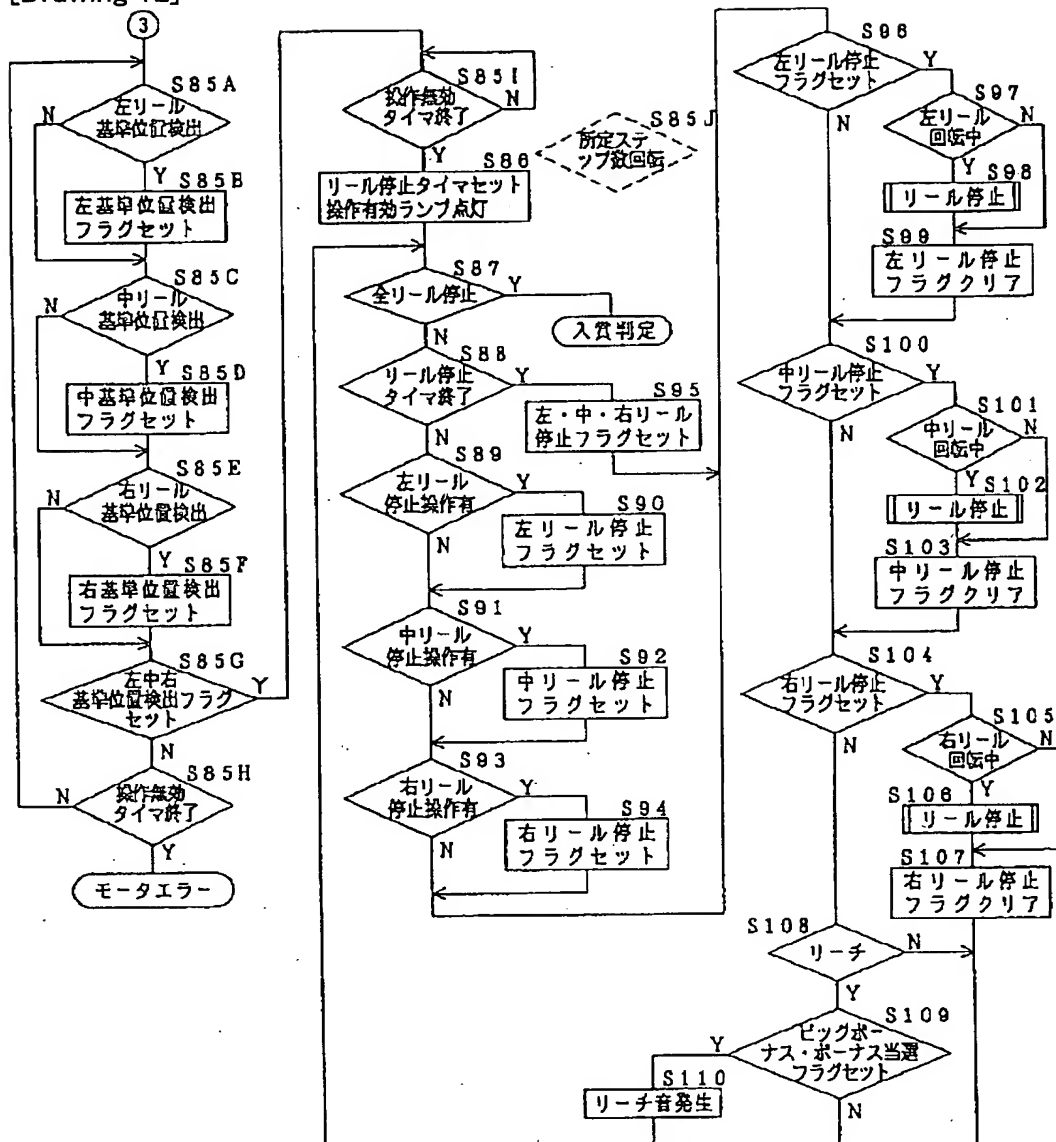 3
S85A
左リール
基準位置検出
N
Y
S85B
左基準位置検出
フラグセット
S85C
中リール
基準位置検出
N
Y
S85D
中基準位置検出
フラグセット
S85E
右リール
基準位置検出
N
Y
S85F
右基準位置検出
フラグセット
S85G
左中右
基準位置検出フラグ
セット
Y
N
S85H
操作無効
タイマ終了
N
Y
モータエラー
S85I
操作無効
タイマ終了
N
Y
S85J
所定ステ
ップ数回転
S86
リール停止タイマセット
操作有効ランプ点灯
S87
全リール停止
Y
入賞判定
N
S88
リール停止
タイマ終了
Y
S95
左・中・右リール
停止フラグセット
N
S89
左リール
停止操作有
Y
S90
左リール停止
フラグセット
N
S91
中リール
停止操作有
Y
S92
中リール停止
フラグセット
N
S93
右リール
停止操作有
Y
S94
右リール停止
フラグセット
N
S96
左リール停止
フラグセット
Y
N
S97
左リール
回転中
N
Y
S98
リール停止
S99
左リール停止
フラグクリア
S100
中リール停止
フラグセット
Y
N
S101
中リール
回転中
N
Y
S102
リール停止
S103
中リール停止
フラグクリア
S104
右リール停止
フラグセット
Y
N
S105
右リール
回転中
N
Y
S106
リール停止
S107
右リール停止
フラグクリア
S108
リーチ
N
Y
S109
ビッグボー
ナス・ボーナス当選
フラグセット
Y
N
S110
リーチ音発生